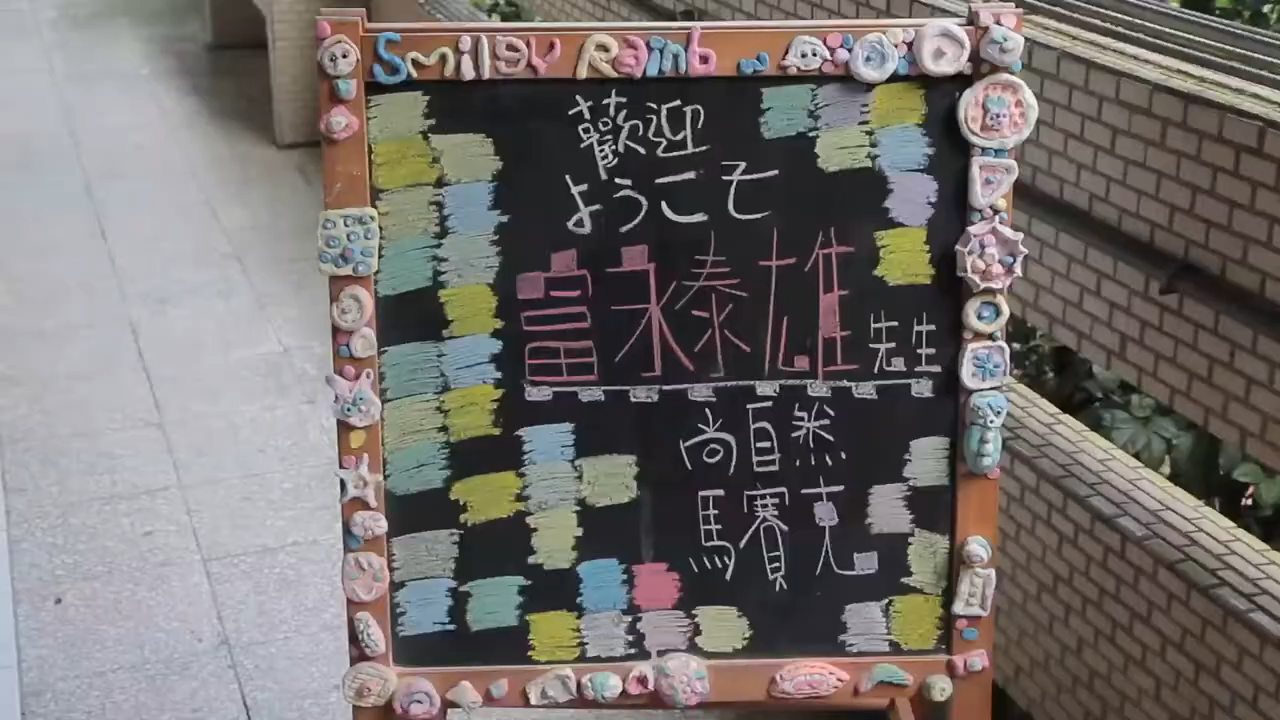 Smiley Rainb
歡迎
ようこそ
富永泰雄先生
尚自然
馬賽克